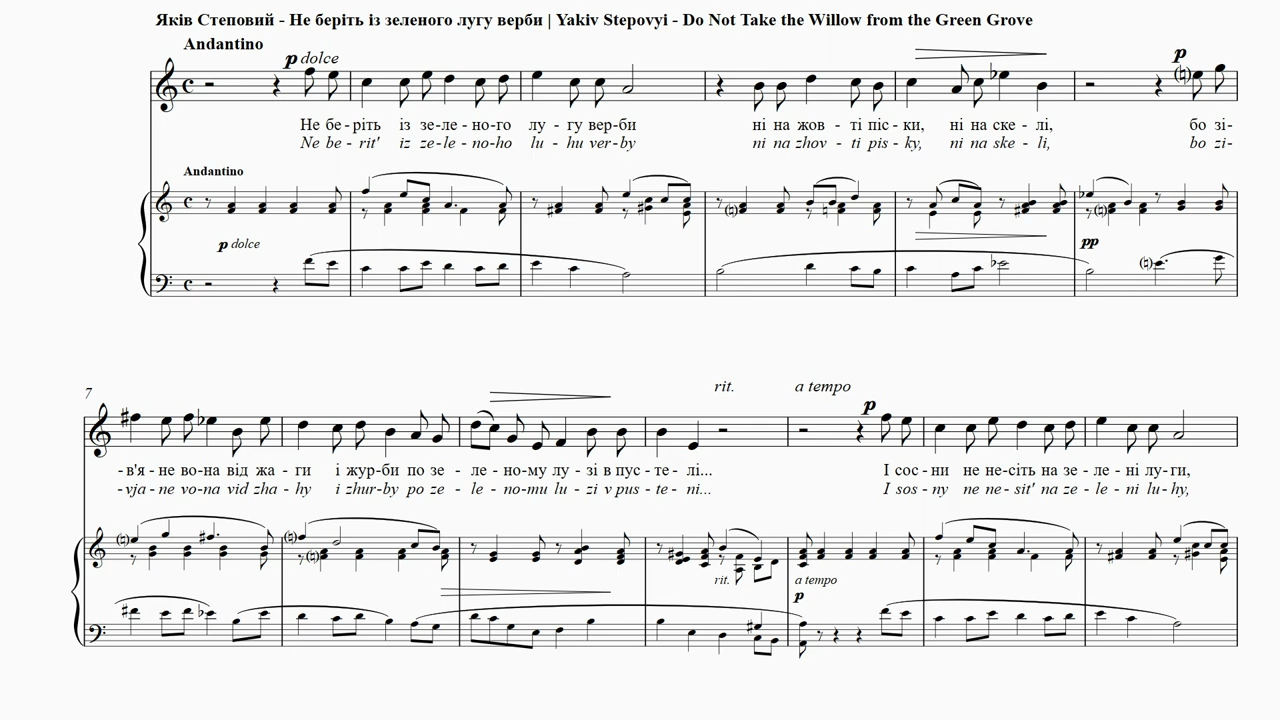 Яків Степовий - Не беріть із зеленого лугу верби | Yakiv Stepovyi - Do Not Take the Willow from the Green Grove
Andantino
p dolce
p
Не бе - ріть із зе - ле - но - го лу - гу вер - би ні на жов - ті піс - ки, ні на ске - лі, бо зі-
Ne be - rit' iz ze - le - no - ho lu - hu ver - by ni na zhov - ti pis - ky, ni na ske - li, bo zi-
Andantino
p dolce
pp
7
rit. a tempo
p
-в'я - не во - на від жа - ги і жур - би по зе - ле - но - му лу - зі в пус - те - лі... І сос - ни не не - сіть на зе - ле - ні лу - ги,
-vja - ne vo - na vid zha - hy i zhur - by po ze - le - no - mu lu - zi v pus - te - ni... I sos - ny ne ne - sit' na ze - le - ni lu - hy,
rit. a tempo
p